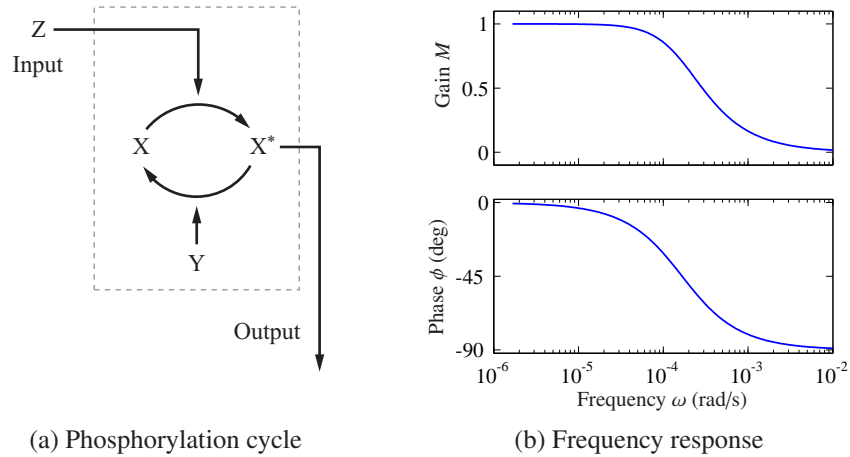 Z
Input
X
X*
Y
Output
(a) Phosphorylation cycle
1
0.5
0
Gain M
0
-45
-90
Phase ϕ (deg)
10^-6
10^-5
10^-4
10^-3
10^-2
Frequency ω (rad/s)
(b) Frequency response